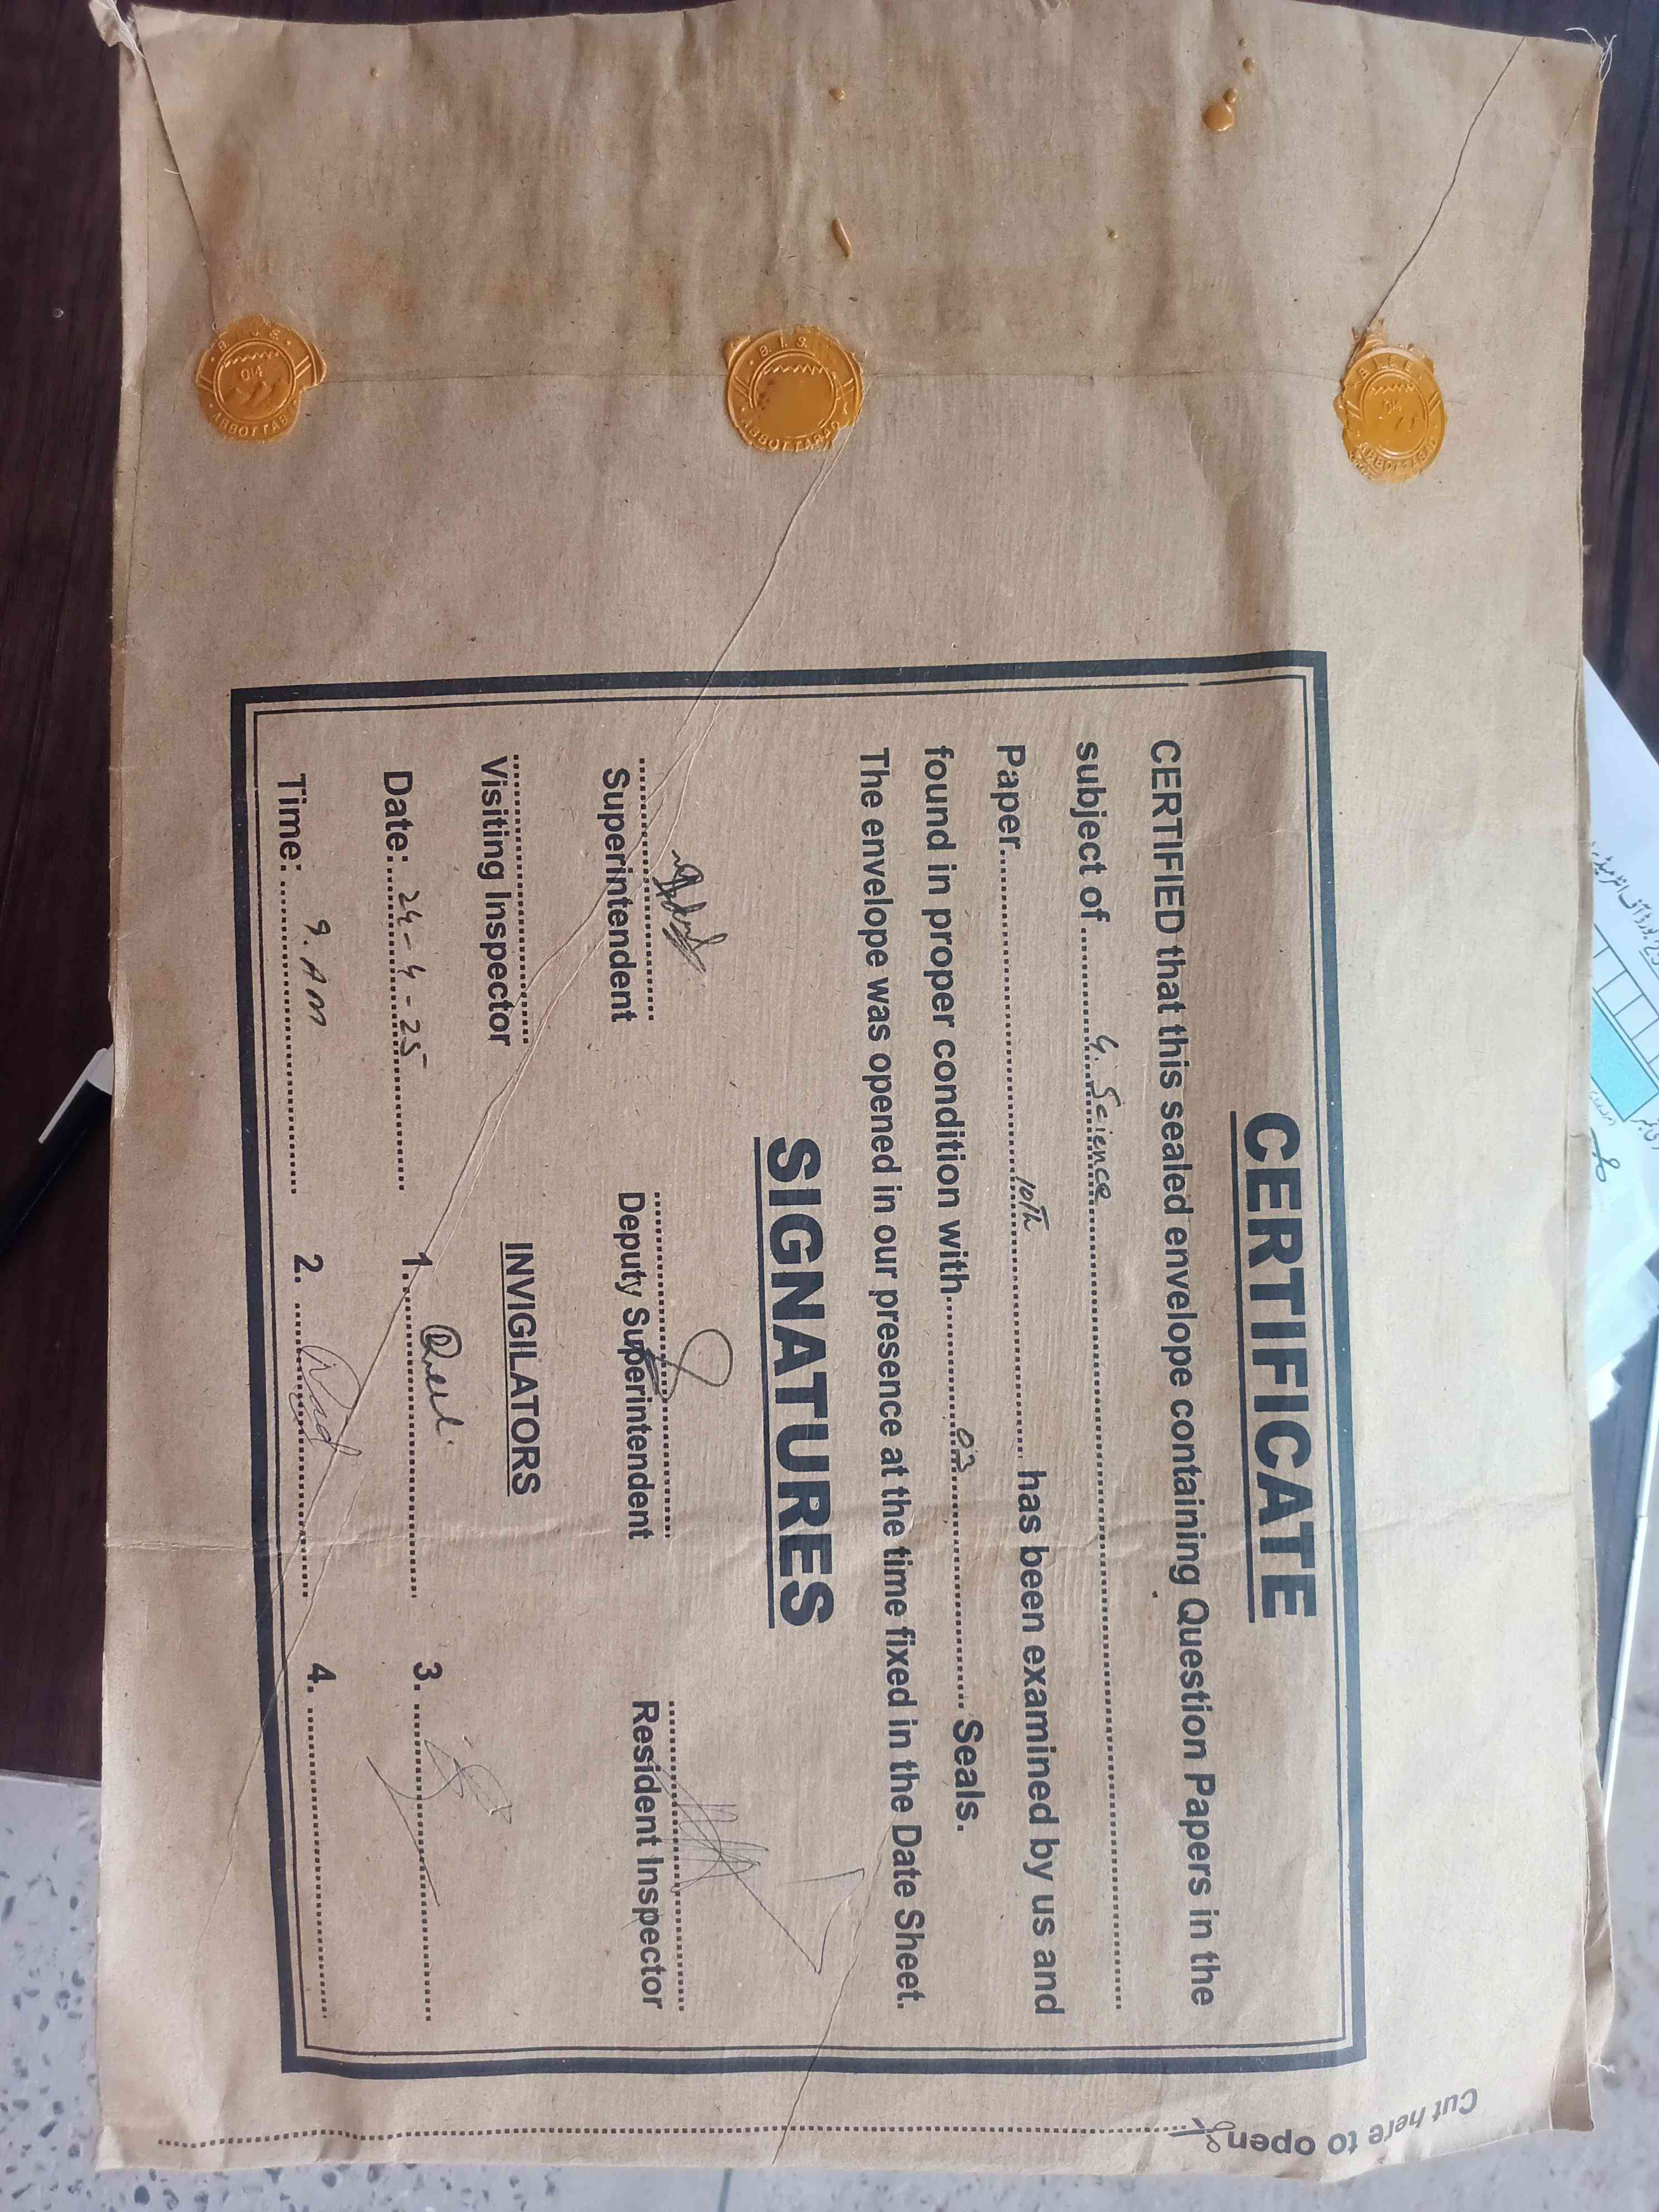 CERTIFICATE
CERTIFIED that this sealed envelope containing Question Papers in the
subject of G. Science
Paper 10th has been examined by us and
found in proper condition with 03 Seals.
The envelope was opened in our presence at the time fixed in the Date Sheet.
SIGNATURES
Superintendent Deputy Superintendent Resident Inspector
Visiting Inspector INVIGILATORS
Date: 24-4-25 1. 3.
Time: 9. AM 2. 4.
Cut here to open
B. I. S. E.
014
ABBOTTABAD
B. I. S.
ABBOTTABAD
B. I. S. E.
014
ABBOTTABAD